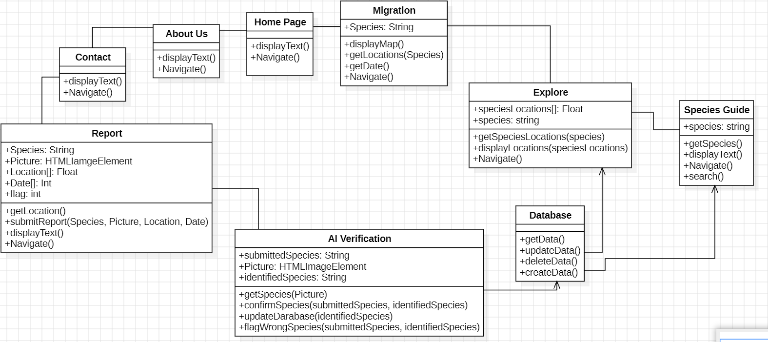 Migration
+Species: String
+displayMap()
+getLocations(Species)
+getDate()
+Navigate()
Home Page
+displayText()
+Navigate()
About Us
+displayText()
+Navigate()
Contact
+displayText()
+Navigate()
Explore
+speciesLocations[]: Float
+species: string
+getSpeciesLocations(species)
+displayLocations(speciesLocations)
+Navigate()
Species Guide
+species: string
+getSpecies()
+displayText()
+Navigate()
+search()
Report
+Species: String
+Picture: HTMLIamgeElement
+Location[]: Float
+Date[]: Int
+flag: int
+getLocation()
+submitReport(Species, Picture, Location, Date)
+displayText()
+Navigate()
Database
+getData()
+updateData()
+deleteData()
+createData()
AI Verification
+submittedSpecies: String
+Picture: HTMLImageElement
+identifiedSpecies: String
+getSpecies(Picture)
+confirmSpecies(submittedSpecies, identifiedSpecies)
+updateDarabase(identifiedSpecies)
+flagWrongSpecies(submittedSpecies, identifiedSpecies)